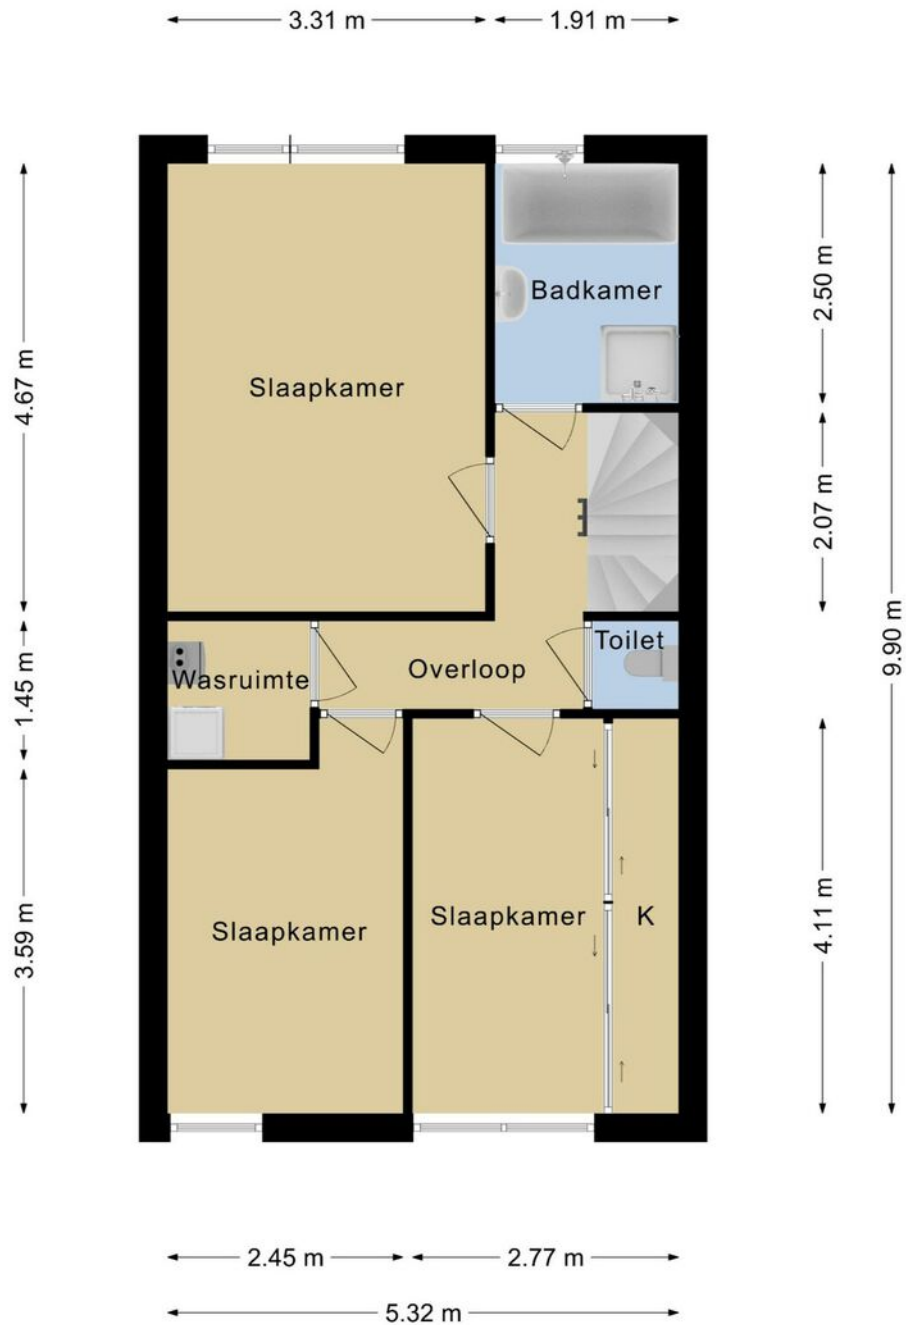 3.31 m
1.91 m
Badkamer
2.50 m
Slaapkamer
4.67 m
2.07 m
Toilet
9.90 m
Overloop
Wasruimte
1.45 m
Slaapkamer
K
Slaapkamer
4.11 m
3.59 m
2.45 m
2.77 m
5.32 m